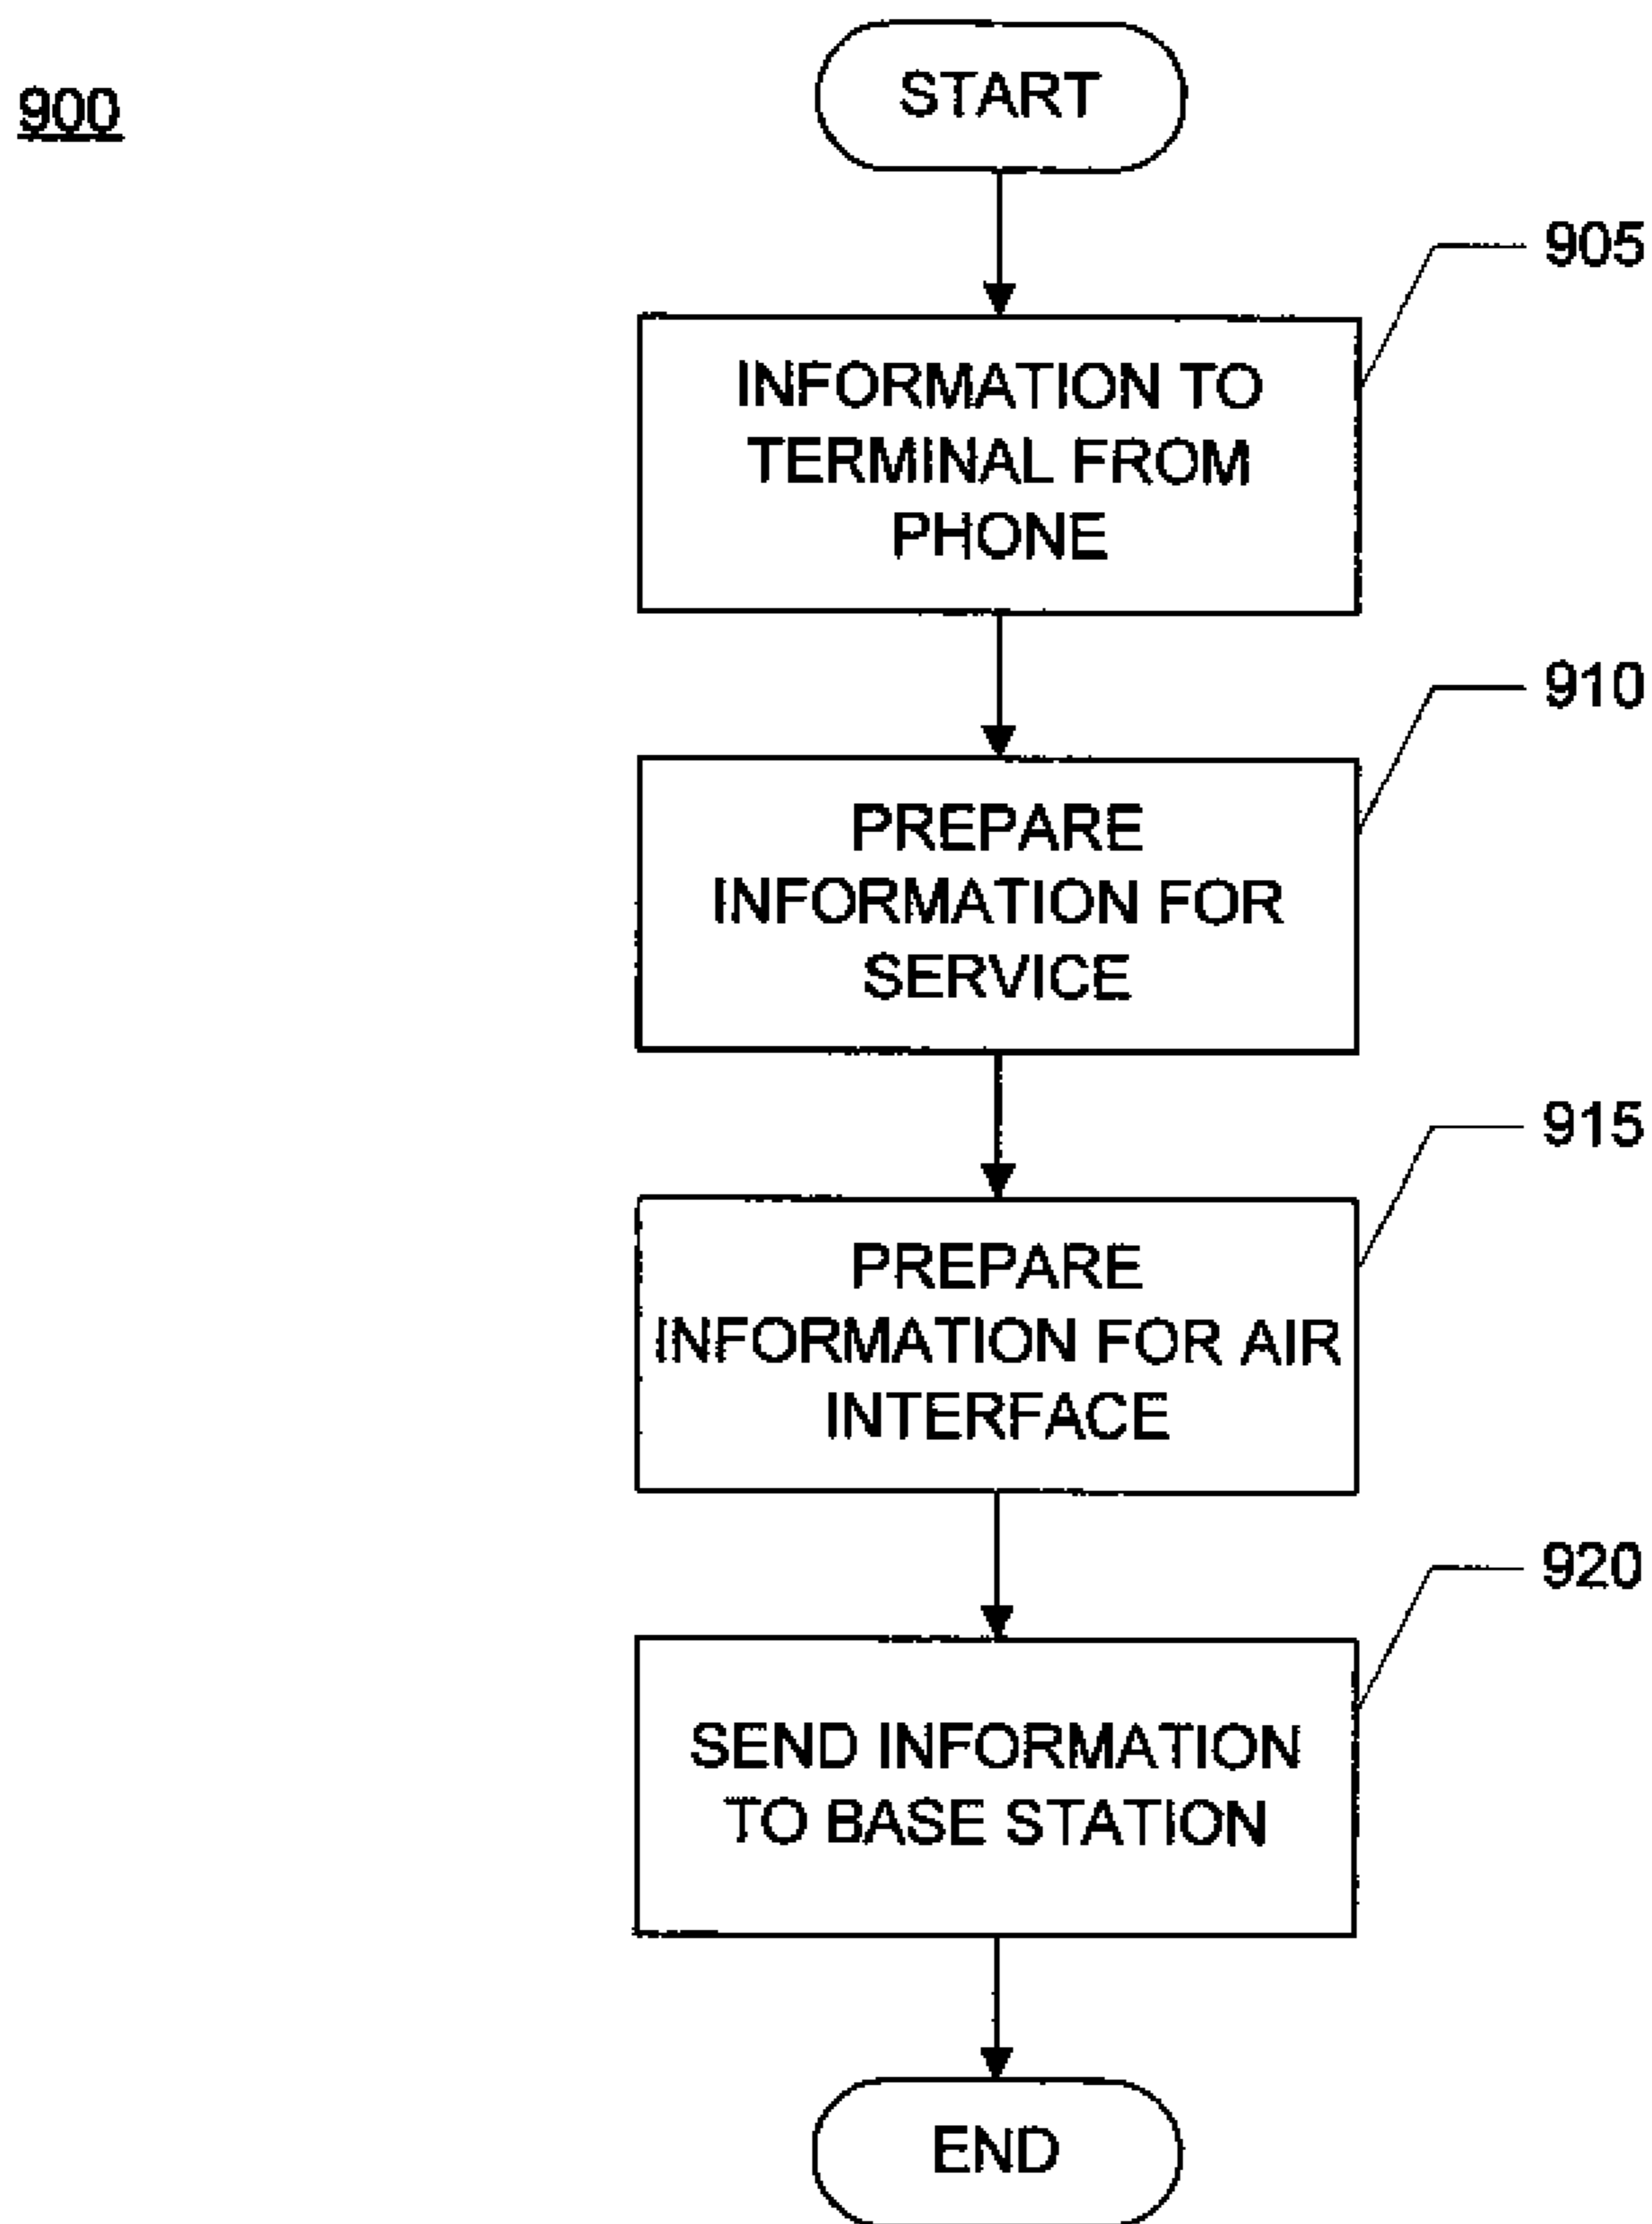 900
START
905
INFORMATION TO
TERMINAL FROM
PHONE
910
PREPARE
INFORMATION FOR
SERVICE
915
PREPARE
INFORMATION FOR AIR
INTERFACE
920
SEND INFORMATION
TO BASE STATION
END